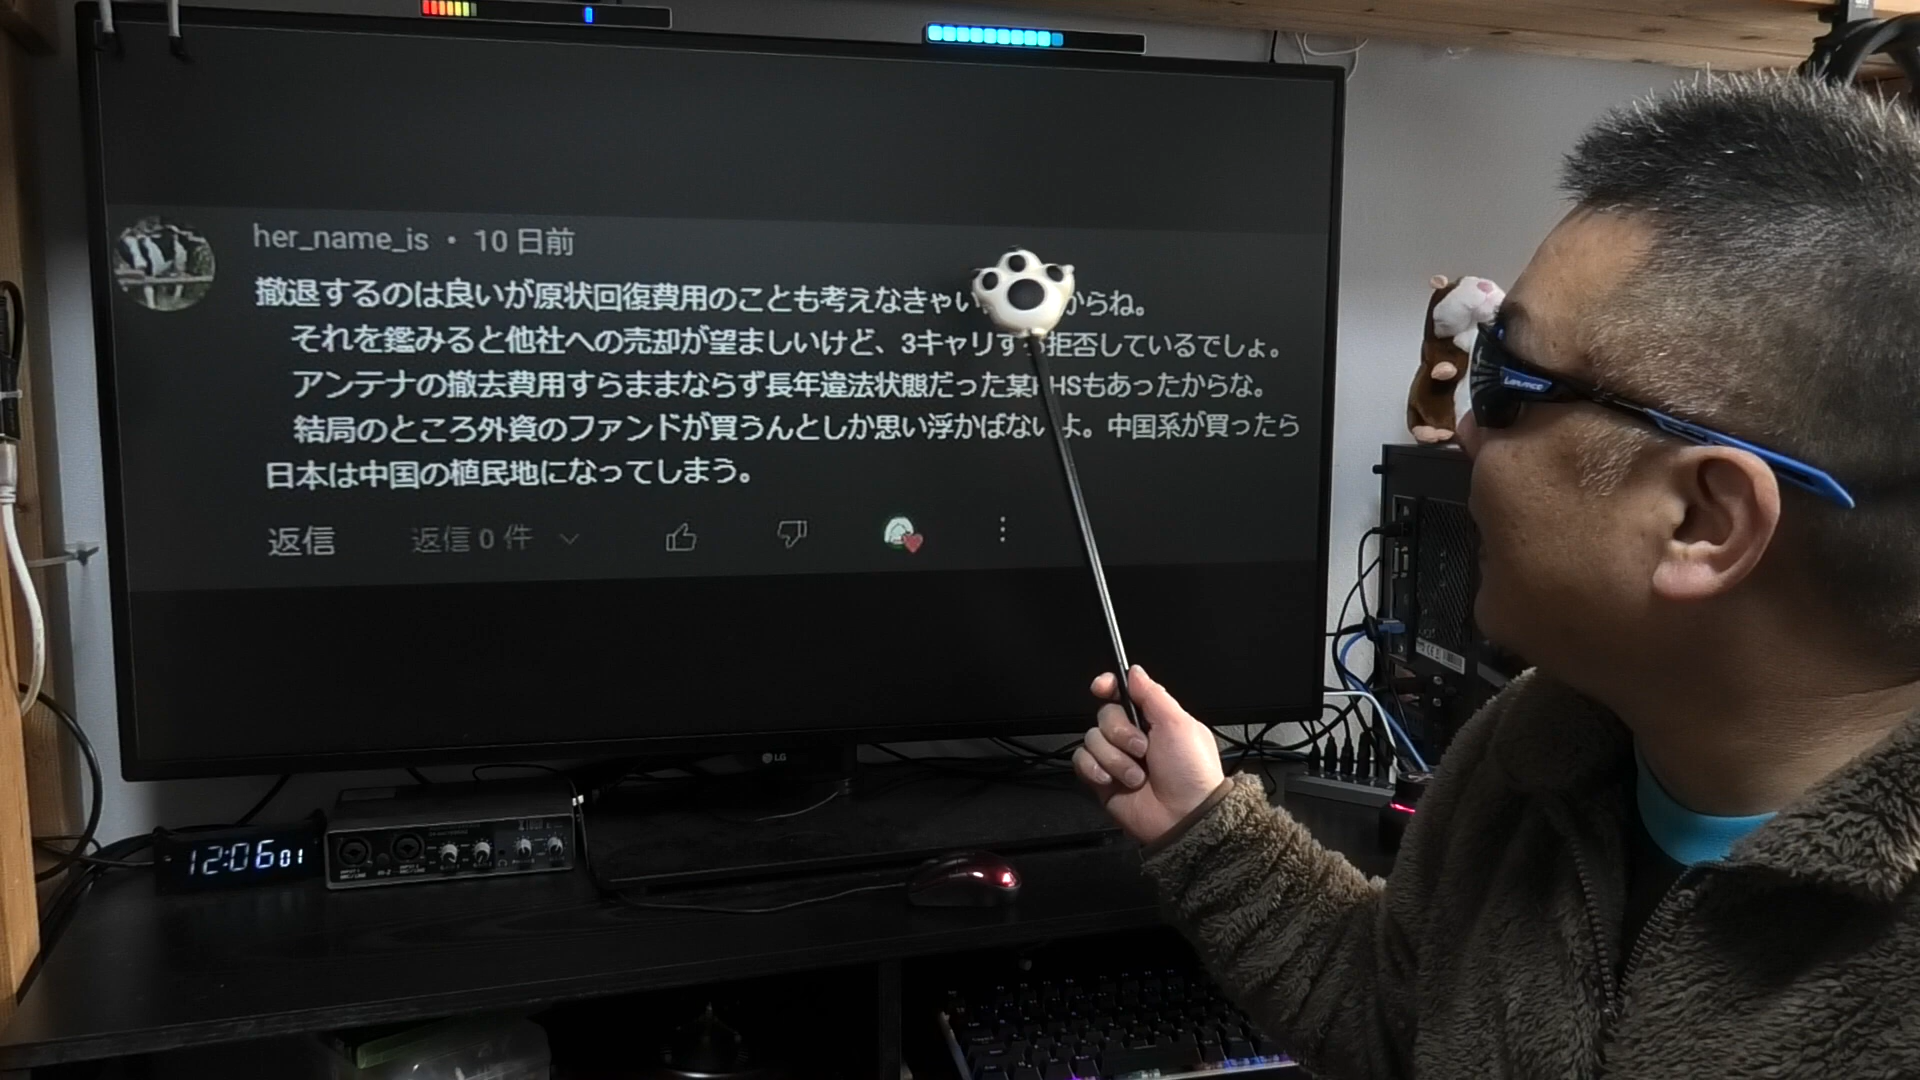 her_name_is・10 日前
撤退するのは良いが原状回復費用のことも考えなきゃい からね。
それを鑑みると他社への売却が望ましいけど、3キャリ 拒否しているでしょ。
アンテナの撤去費用すらままならず長年違法状態だった某 HSもあったからな。
結局のところ外資のファンドが買うんとしか思い浮かばない よ。中国系が買ったら
日本は中国の植民地になってしまう。
返信 返信 0 件
LG
12:06 01